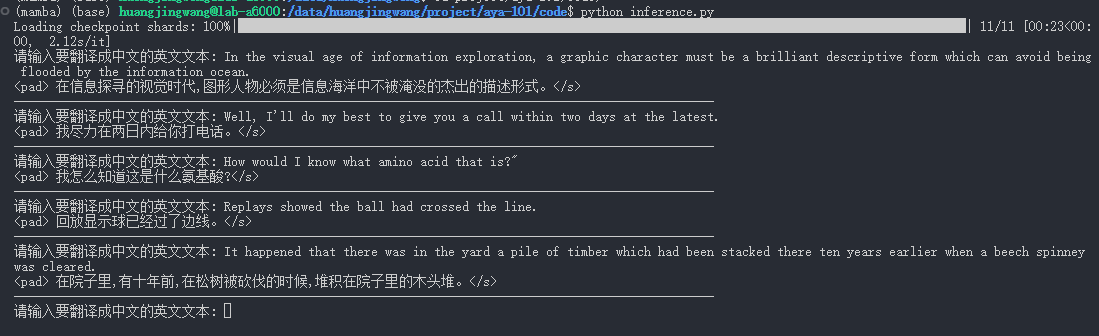 (mamba) (base) huangjingwang@lab-a6000:/data/huangjingwang/project/aya-101/code$ python inference.py
Loading checkpoint shards: 100%| | 11/11 [00:23<00:
00, 2.12s/it]
请输入要翻译成中文的英文文本: In the visual age of information exploration, a graphic character must be a brilliant descriptive form which can avoid being
flooded by the information ocean.
<pad> 在信息探寻的视觉时代,图形人物必须是信息海洋中不被淹没的杰出的描述形式。</s>
请输入要翻译成中文的英文文本: Well, I'll do my best to give you a call within two days at the latest.
<pad> 我尽力在两日内给你打电话。</s>
请输入要翻译成中文的英文文本: How would I know what amino acid that is?"
<pad> 我怎么知道这是什么氨基酸?</s>
请输入要翻译成中文的英文文本: Replays showed the ball had crossed the line.
<pad> 回放显示球已经过了边线。</s>
请输入要翻译成中文的英文文本: It happened that there was in the yard a pile of timber which had been stacked there ten years earlier when a beech spinney
was cleared.
<pad> 在院子里,有十年前,在松树被砍伐的时候,堆积在院子里的木头堆。</s>
请输入要翻译成中文的英文文本: